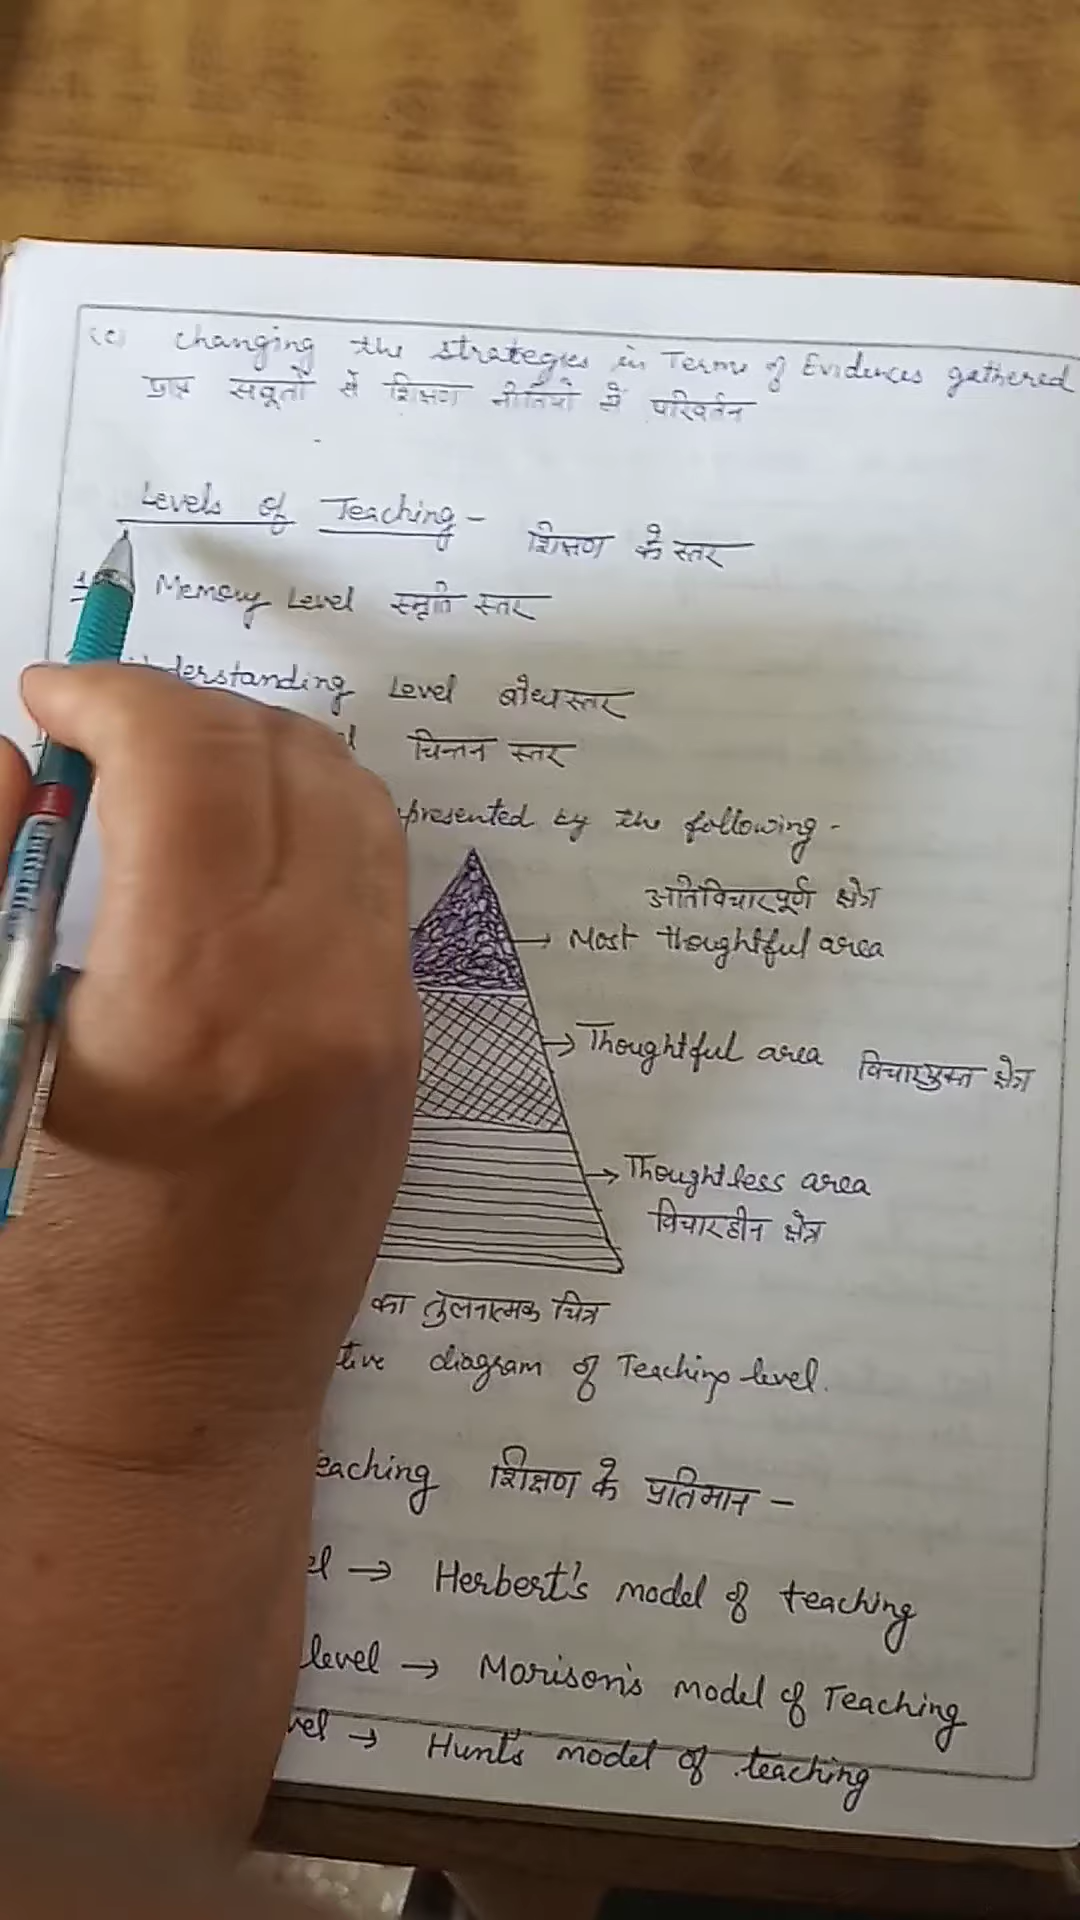 (c) changing the strategies in Terms of Evidences gathered
प्राप्त सबूतों से शिक्षण नीतियों में परिवर्तन
Levels of Teaching - शिक्षण के स्तर
Memory Level स्मृति स्तर
Level बोधस्तर
चिन्तन स्तर
by the following -
अतिविचारपूर्ण क्षेत्र
→ Most thoughtful area
→ Thoughtful area विचारयुक्त क्षेत्र
→ Thoughtless area
विचारहीन क्षेत्र
का तुलनात्मक चित्र
diagram of Teaching level.
शिक्षण के प्रतिमान -
→ Herbert's model of teaching
level → Morison's model of Teaching
→ Hunt's model of teaching